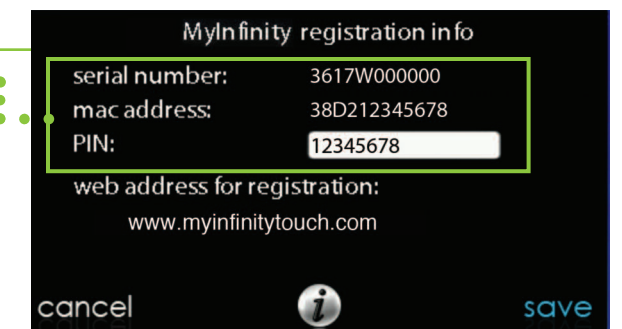 MyInfinity registration info
serial number: 3617W000000
mac address: 38D212345678
PIN: 12345678
web address for registration:
www.myinfinitytouch.com
cancel i save